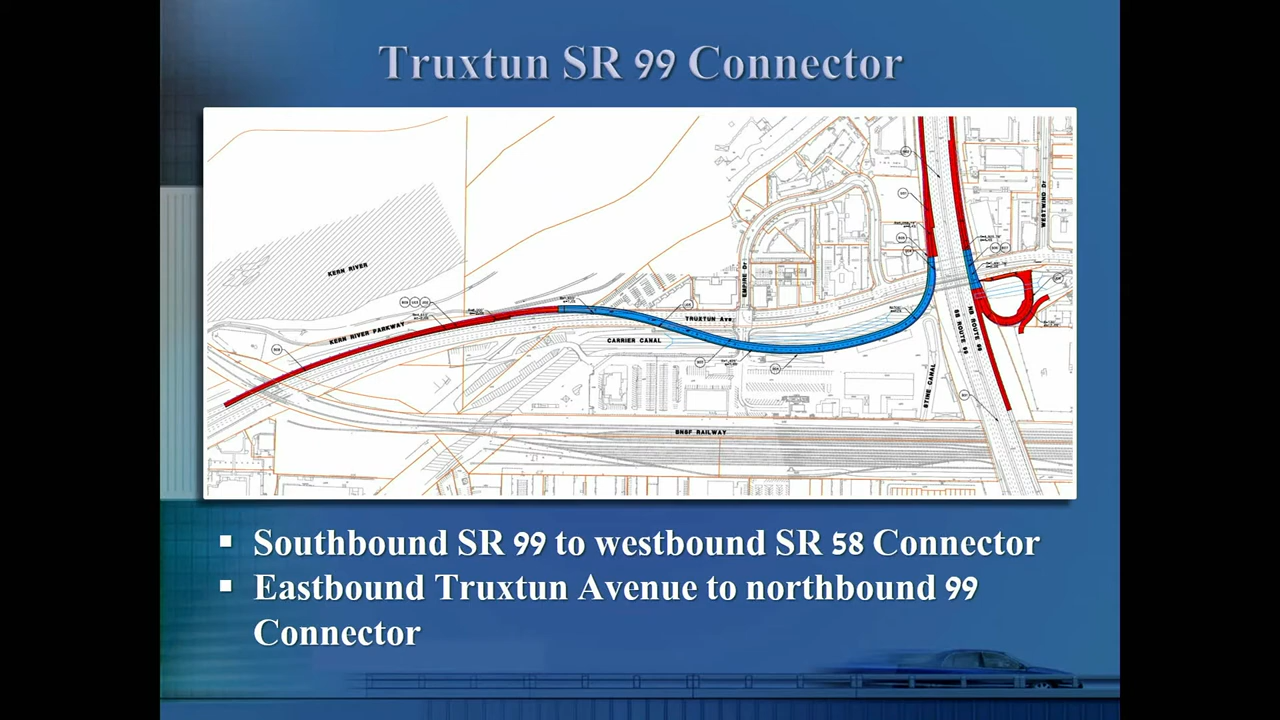 Truxtun SR 99 Connector
KERN RIVER
WESTWIND Dr
EMPIRE Dr
KERN RIVER PARKWAY
TRUXTUN Ave
CARRIER CANAL
SB ROUTE 99
NB ROUTE 99
STINE CANAL
BNSF RAILWAY
▪ Southbound SR 99 to westbound SR 58 Connector
▪ Eastbound Truxtun Avenue to northbound 99
Connector